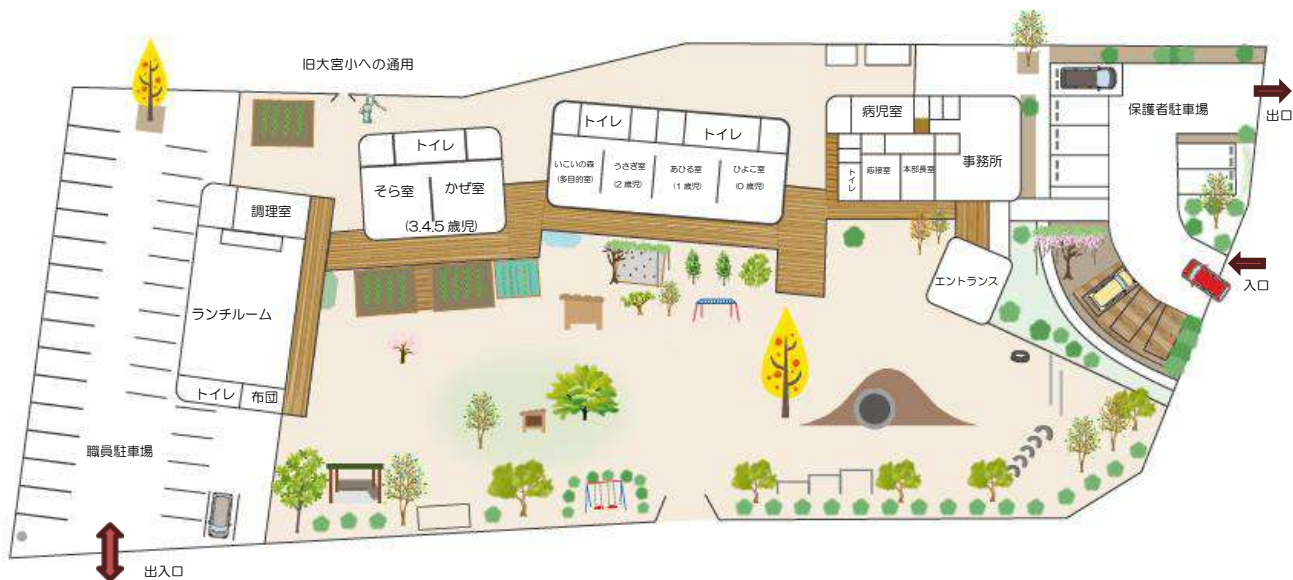 旧大宮小への通用
保護者駐車場
出口
入口
病児室
事務所
トイレ
応接室
本部長室
エントランス
トイレ
トイレ
いこいの森
(多目的室)
うさぎ室
(2 歳児)
あひる室
(1 歳児)
ひよこ室
(0 歳児)
トイレ
そら室
かぜ室
(3.4.5 歳児)
調理室
ランチルーム
トイレ
布団
職員駐車場
出入口